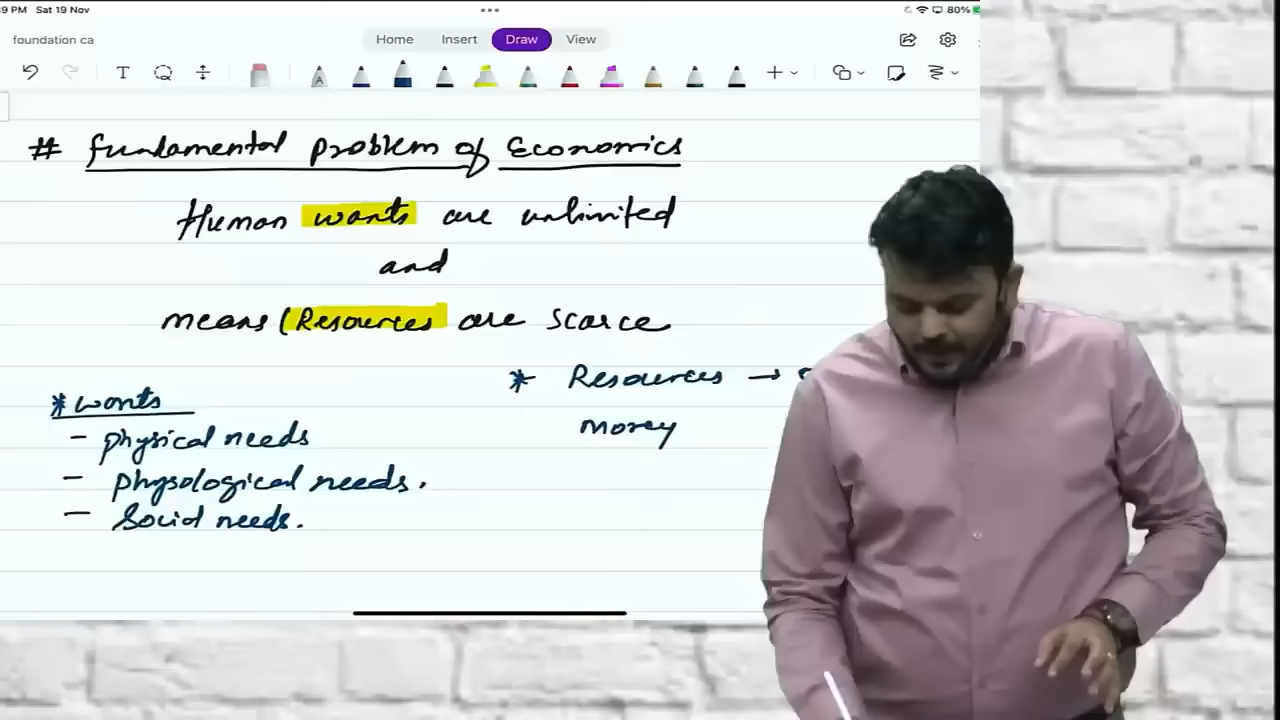 9 PM Sat 19 Nov
80%
foundation ca
Home Insert Draw View
T
A
# fundamental problem of Economics
Human wants are unlimited
and
means (Resources are scarce
* Resources →
money
* wants
- physical needs
- physological needs.
- Social needs.